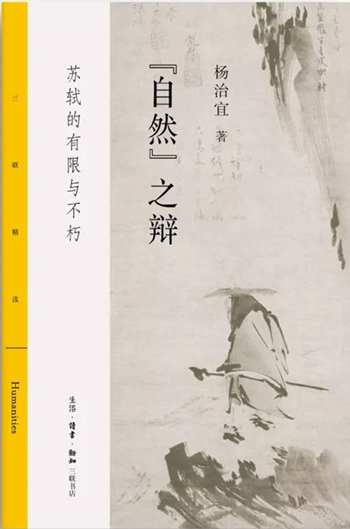 『自然』之辩
苏轼的有限与不朽
杨治宜 著
三联精选
Humanities
生活·讀書·新知
三联书店